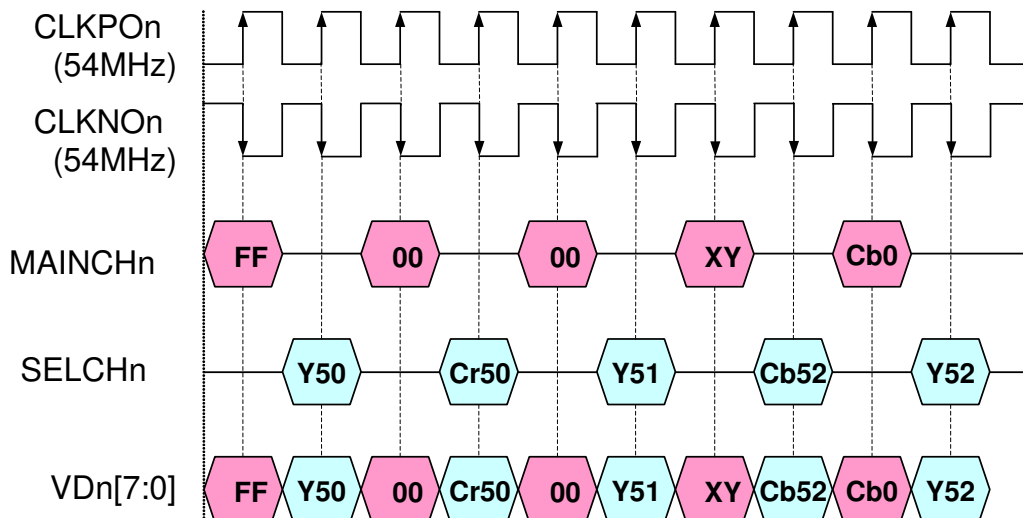 CLKPOn
(54MHz)
CLKNOn
(54MHz)
MAINCHn FF 00 00 XY Cb0
SELCHn Y50 Cr50 Y51 Cb52 Y52
VDn[7:0] FF Y50 00 Cr50 00 Y51 XY Cb52 Cb0 Y52